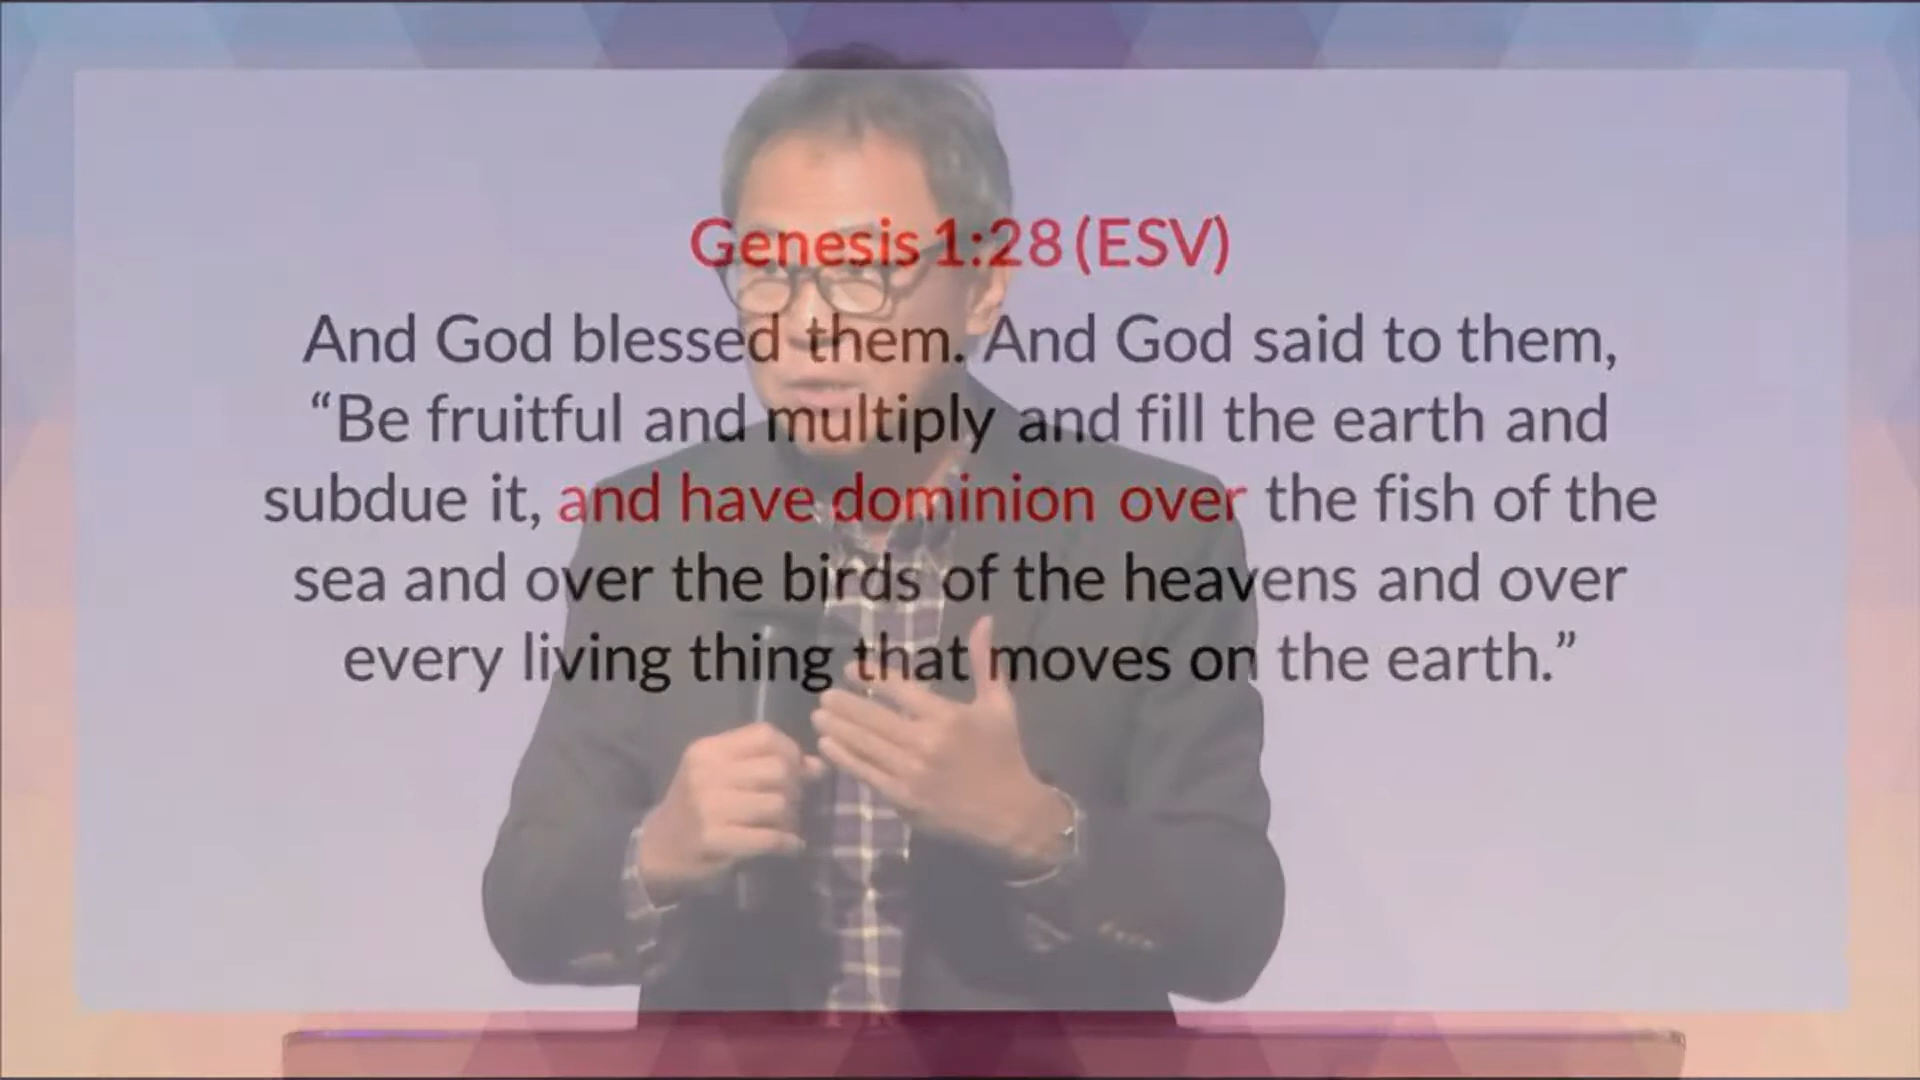 Genesis 1:28 (ESV)
And God blessed them. And God said to them,
“Be fruitful and multiply and fill the earth and
subdue it, and have dominion over the fish of the
sea and over the birds of the heavens and over
every living thing that moves on the earth.”